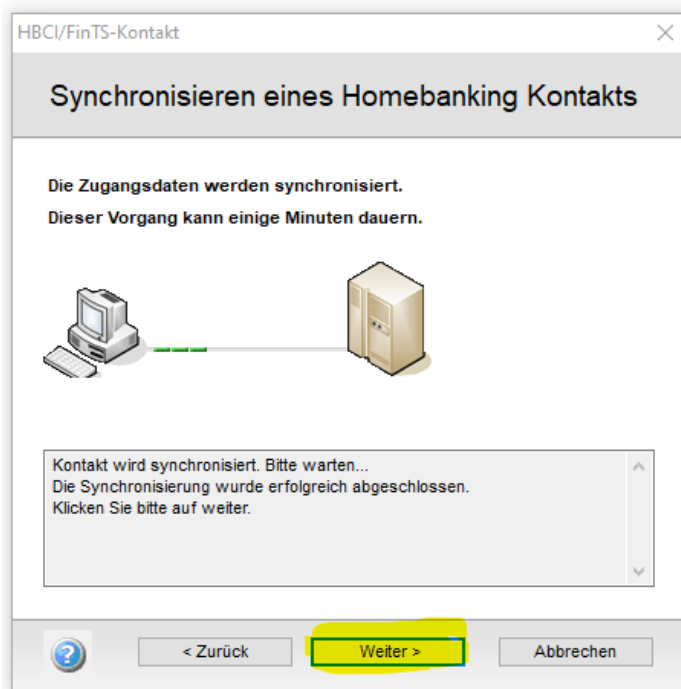 HBCI/FinTS-Kontakt
Synchronisieren eines Homebanking Kontakts
Die Zugangsdaten werden synchronisiert.
Dieser Vorgang kann einige Minuten dauern.
Kontakt wird synchronisiert. Bitte warten...
Die Synchronisierung wurde erfolgreich abgeschlossen.
Klicken Sie bitte auf weiter.
< Zurück
Weiter >
Abbrechen